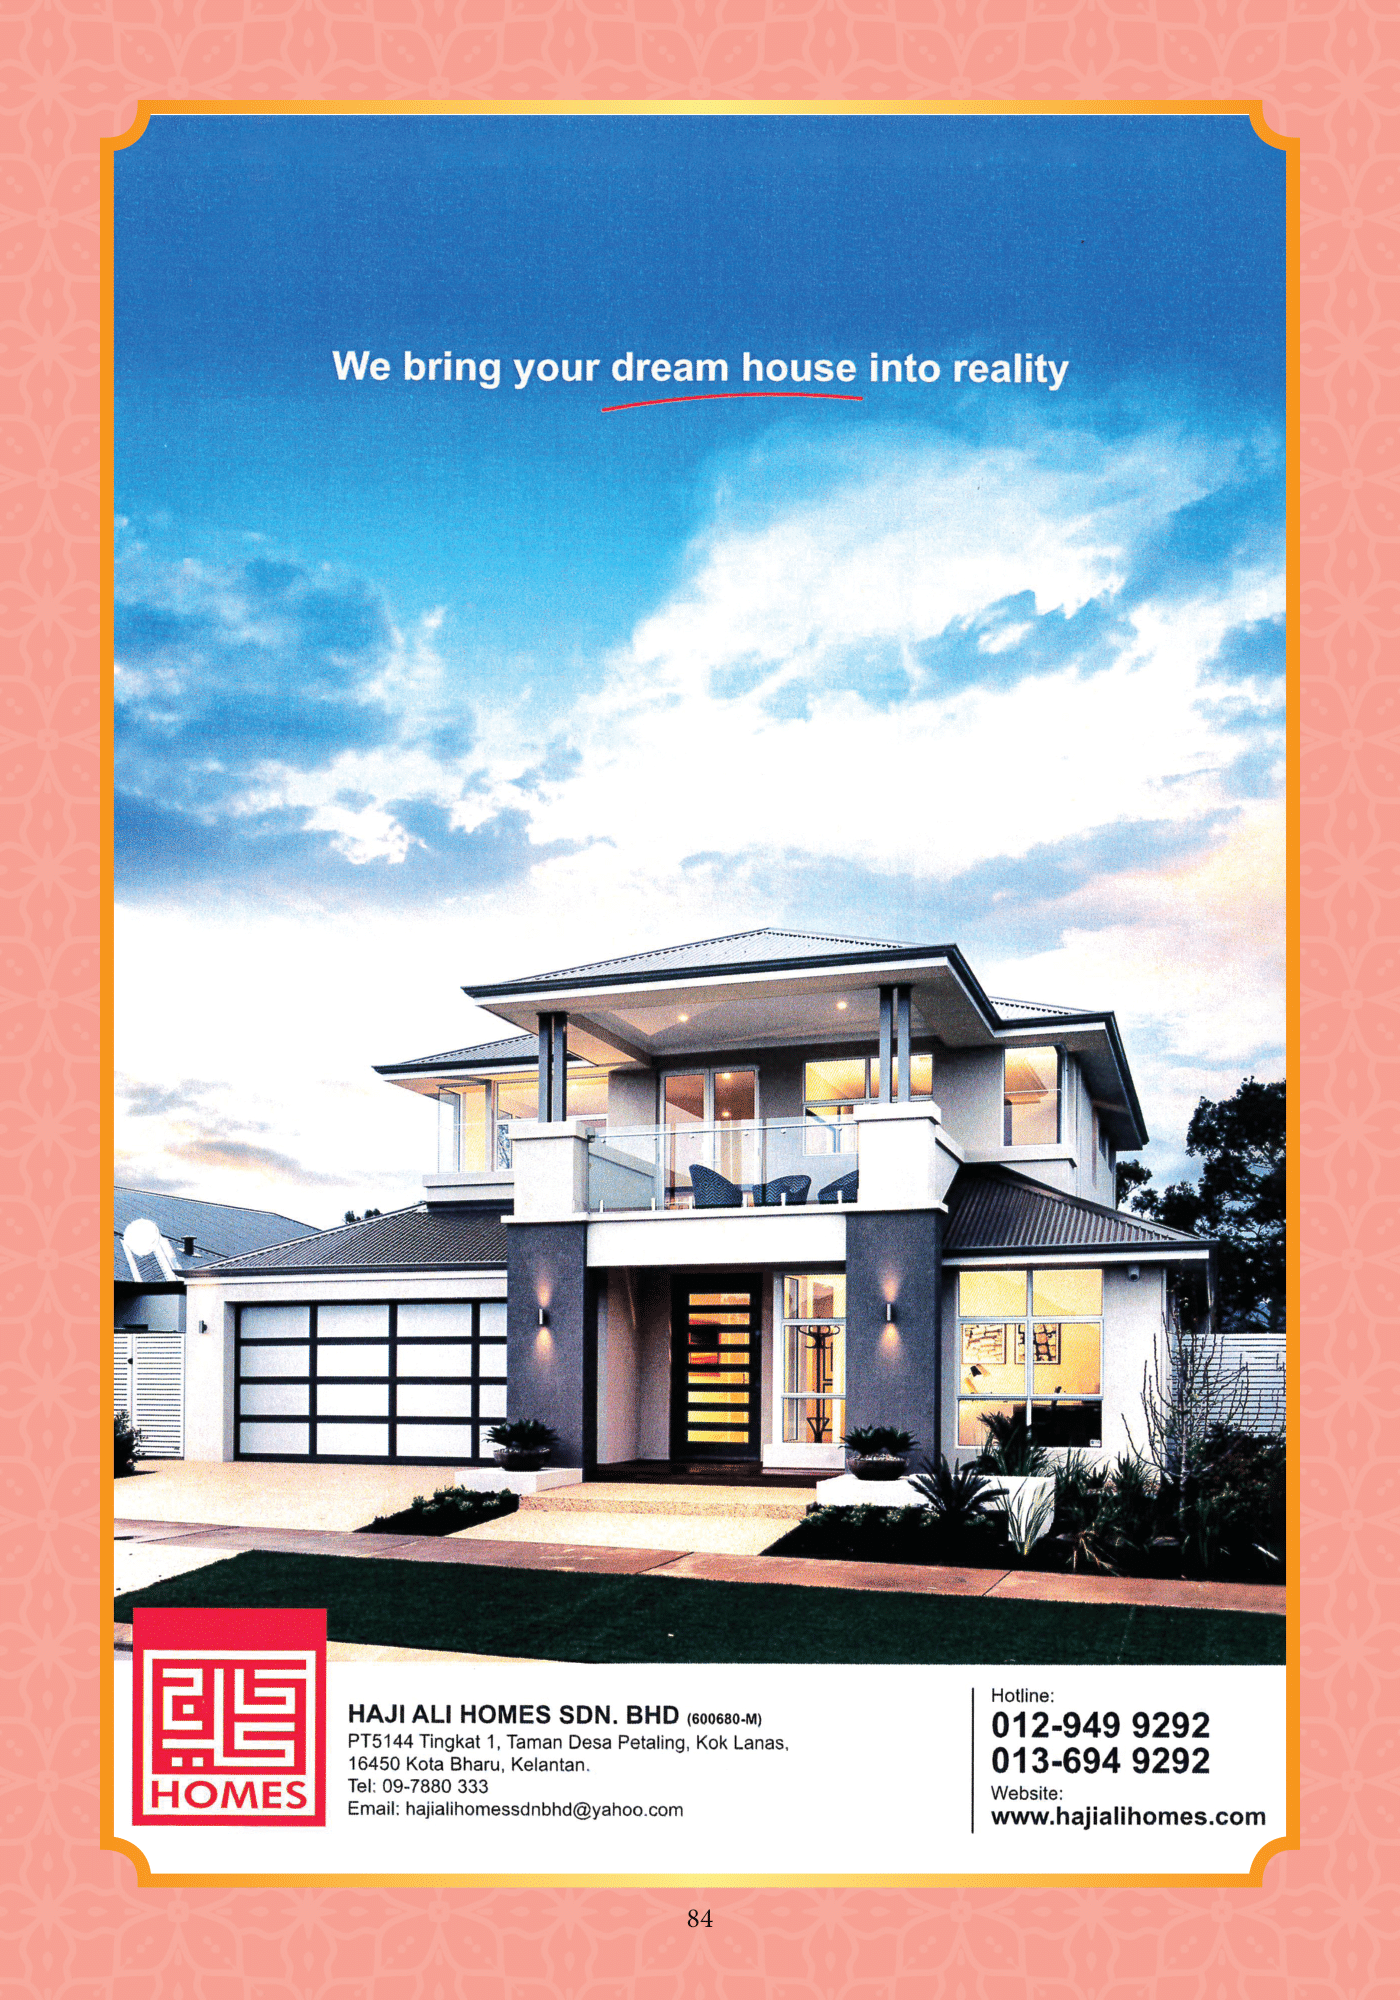 We bring your dream house into reality
HOMES
HAJI ALI HOMES SDN. BHD (600680-M)
PT5144 Tingkat 1, Taman Desa Petaling, Kok Lanas,
16450 Kota Bharu, Kelantan.
Tel: 09-7880 333
Email: hajialihomessdnbhd@yahoo.com
Hotline:
012-949 9292
013-694 9292
Website:
www.hajialihomes.com
84